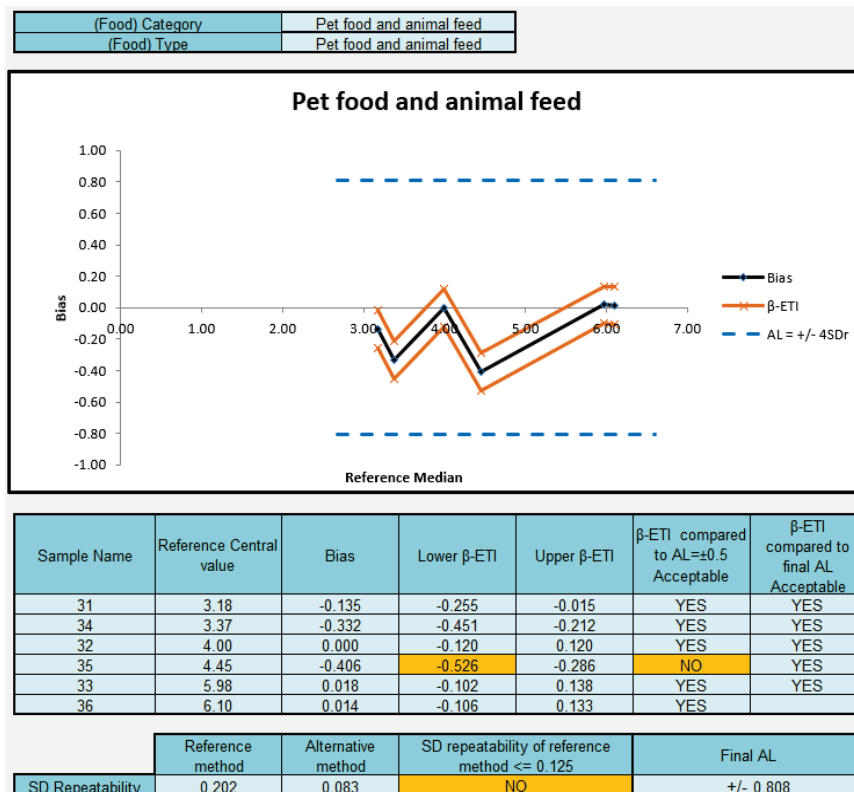 (Food) Category Pet food and animal feed
(Food) Type Pet food and animal feed
Pet food and animal feed
1.00
0.80
0.60
0.40
0.20
0.00
-0.20
-0.40
-0.60
-0.80
-1.00
Bias
0.00 1.00 2.00 3.00 4.00 5.00 6.00 7.00
Reference Median
Bias
β-ETI
AL = +/- 4SDr
Sample Name Reference Central value Bias Lower β-ETI Upper β-ETI β-ETI compared to AL=±0.5 Acceptable β-ETI compared to final AL Acceptable
31 3.18 -0.135 -0.255 -0.015 YES YES
34 3.37 -0.332 -0.451 -0.212 YES YES
32 4.00 0.000 -0.120 0.120 YES YES
35 4.45 -0.406 -0.526 -0.286 NO YES
33 5.98 0.018 -0.102 0.138 YES YES
36 6.10 0.014 -0.106 0.133 YES
Reference method Alternative method SD repeatability of reference method <= 0.125 Final AL
SD Repeatability 0.202 0.083 NO +/- 0.808